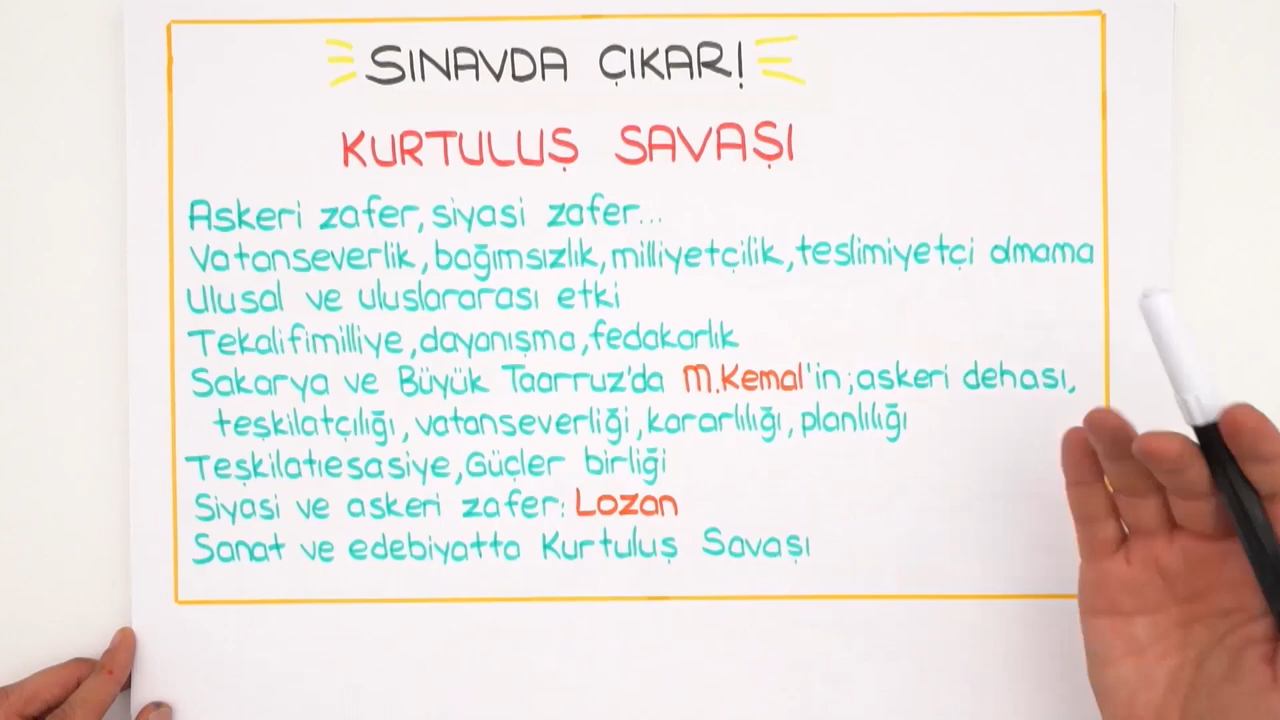 SINAVDA ÇIKAR!
KURTULUŞ SAVAŞI
Askeri zafer, siyasi zafer...
Vatanseverlik, bağımsızlık, milliyetçilik, teslimiyetçi olmama
Ulusal ve uluslararası etki
Tekalifimilliye, dayanışma, fedakarlık
Sakarya ve Büyük Taarruz'da M.Kemal'in; askeri dehası,
teşkilatçılığı, vatanseverliği, kararlılığı, planlılığı
Teşkilatıesasiye, Güçler birliği
Siyasi ve askeri zafer: Lozan
Sanat ve edebiyatta Kurtuluş Savaşı